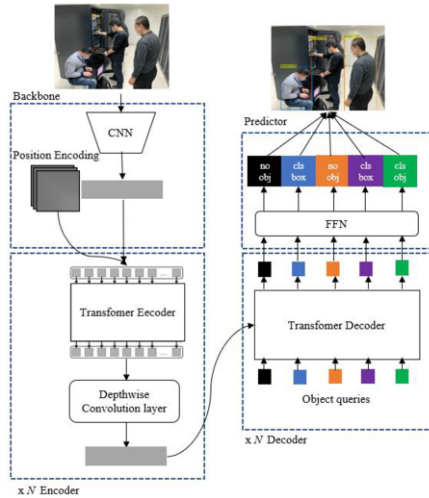 Backbone
CNN
Position Encoding
Transfomer Eecoder
...
...
Depthwise
Convolution layer
x N Encoder
Predictor
no
obj
cls
box
no
obj
cls
box
cls
obj
FFN
Transfomer Decoder
Object queries
x N Decoder